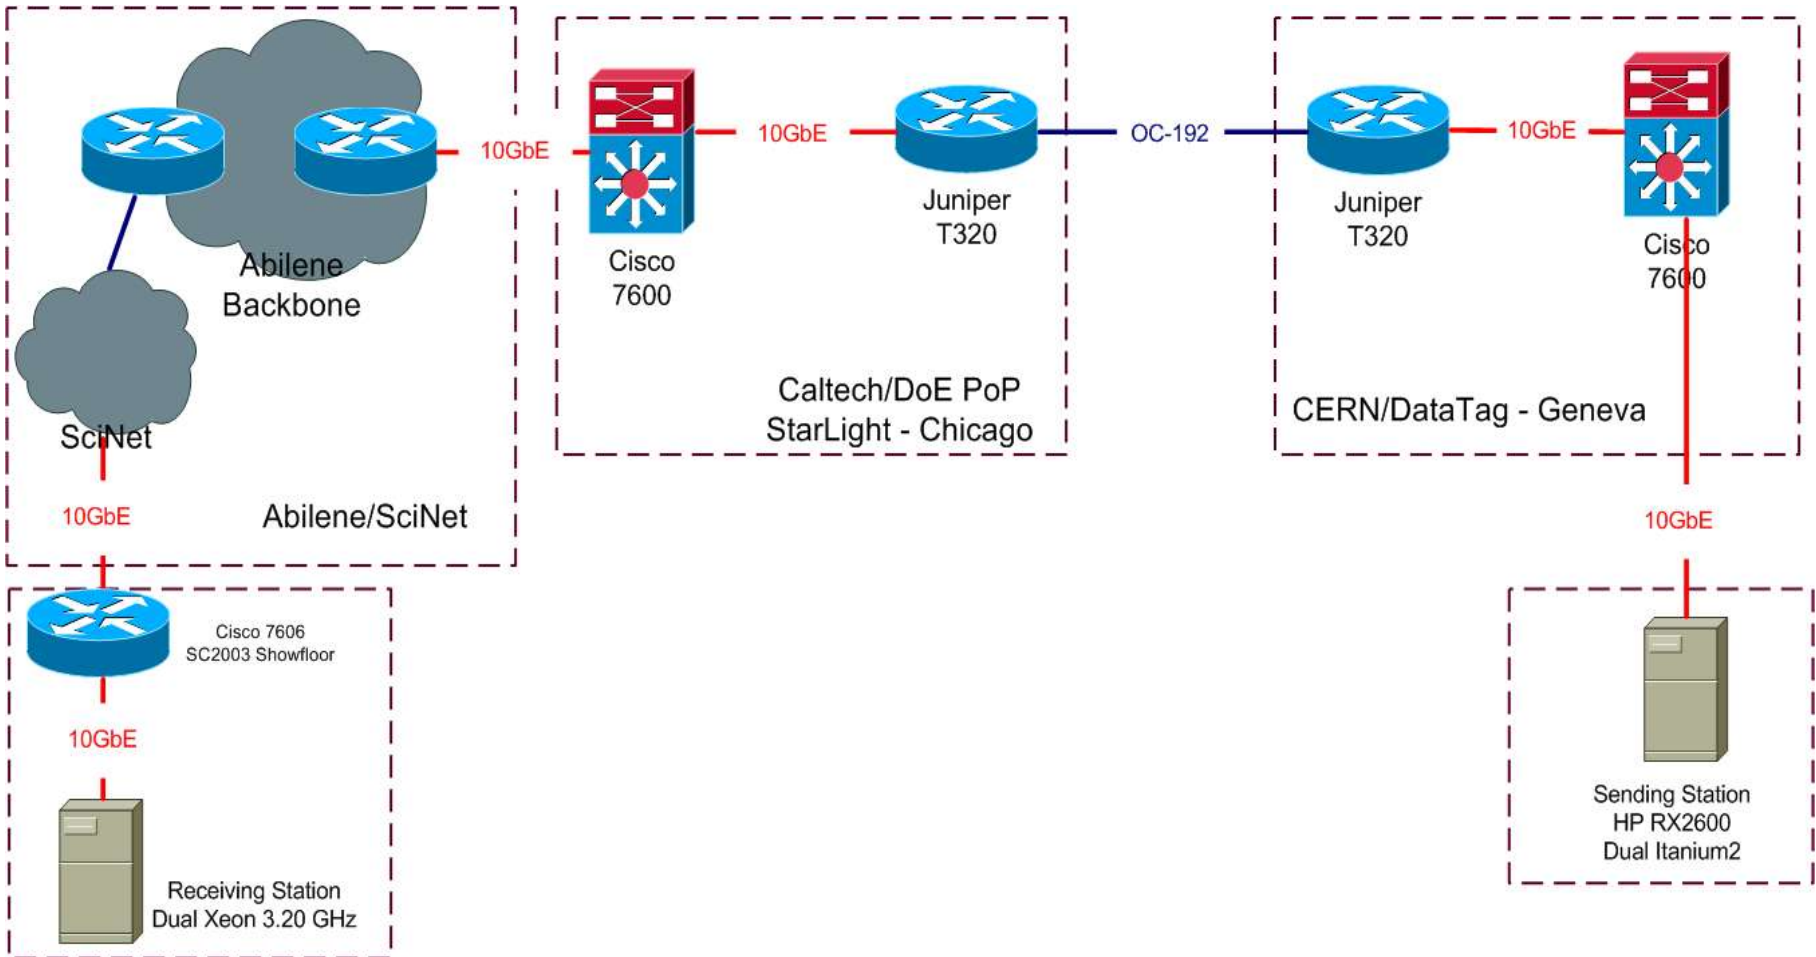 Abilene
Backbone
SciNet
10GbE
Abilene/SciNet
10GbE
Cisco
7600
10GbE
Juniper
T320
Caltech/DoE PoP
StarLight - Chicago
OC-192
Juniper
T320
10GbE
Cisco
7600
CERN/DataTag - Geneva
10GbE
Cisco 7606
SC2003 Showfloor
10GbE
Receiving Station
Dual Xeon 3.20 GHz
Sending Station
HP RX2600
Dual Itanium2